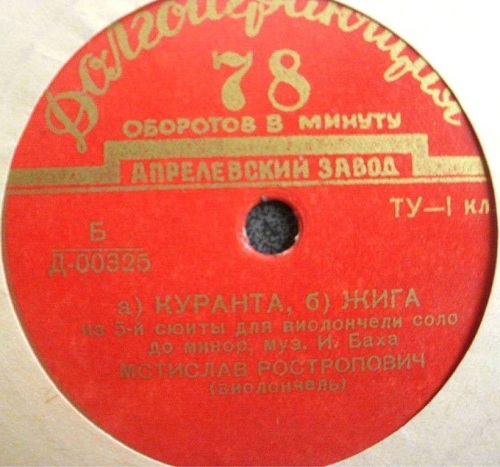 Долгоиграющая
78
ОБОРОТОВ В МИНУТУ
АПРЕЛЕВСКИЙ ЗАВОД
ТУ–I кл
Б
Д-00325
а) КУРАНТА, б) ЖИГА
из 5-й сюиты для виолончели соло
до минор, муз. И. Баха
МСТИСЛАВ РОСТРОПОВИЧ
(виолончель)